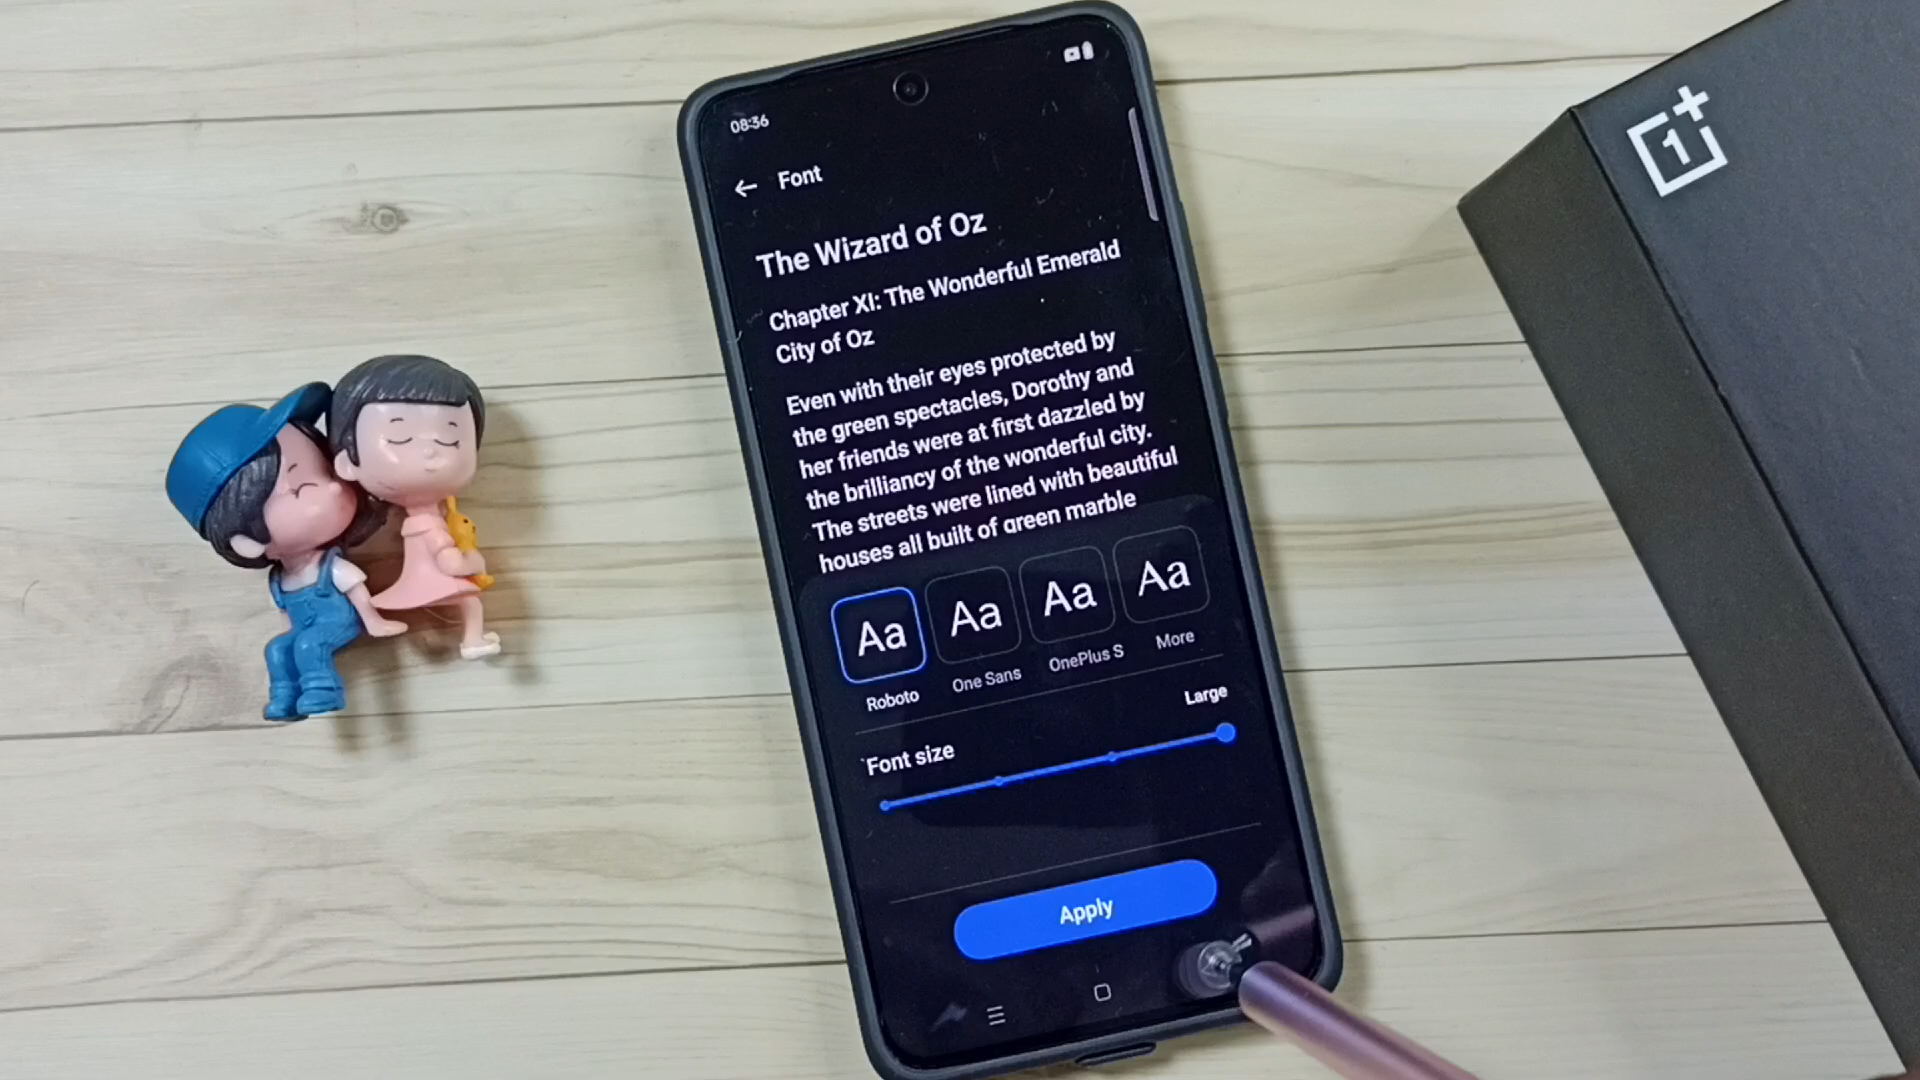 08:36
Font
The Wizard of Oz
Chapter XI: The Wonderful Emerald
City of Oz
Even with their eyes protected by
the green spectacles, Dorothy and
her friends were at first dazzled by
the brilliancy of the wonderful city.
The streets were lined with beautiful
houses all built of green marble
Aa Aa Aa Aa
Roboto One Sans OnePlus S More
Large
Font size
Apply
1+